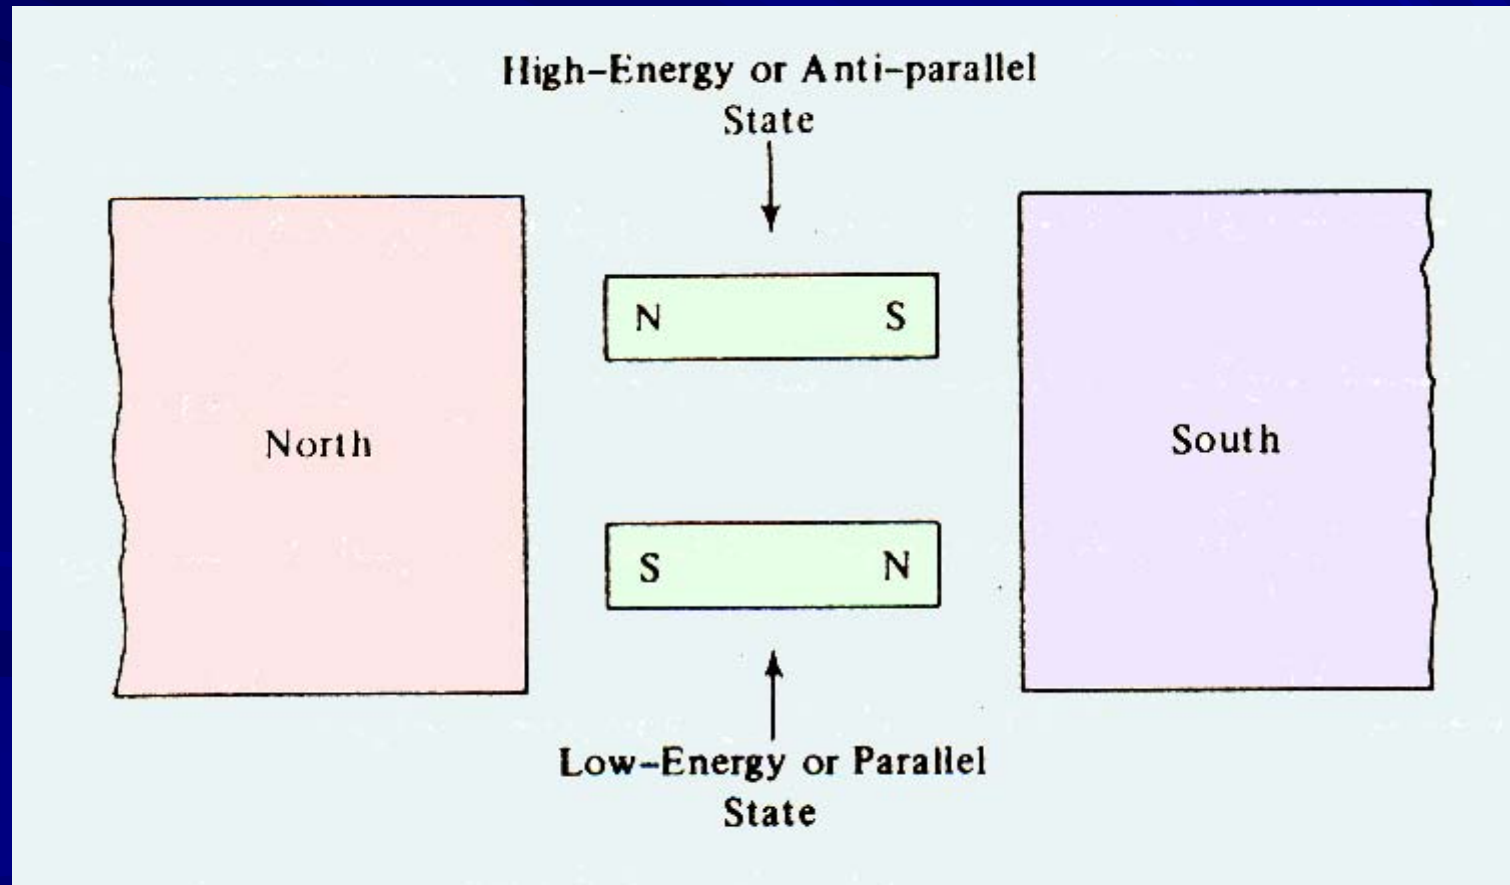 High-Energy or Anti-parallel
State
N S
North
South
S N
Low-Energy or Parallel
State